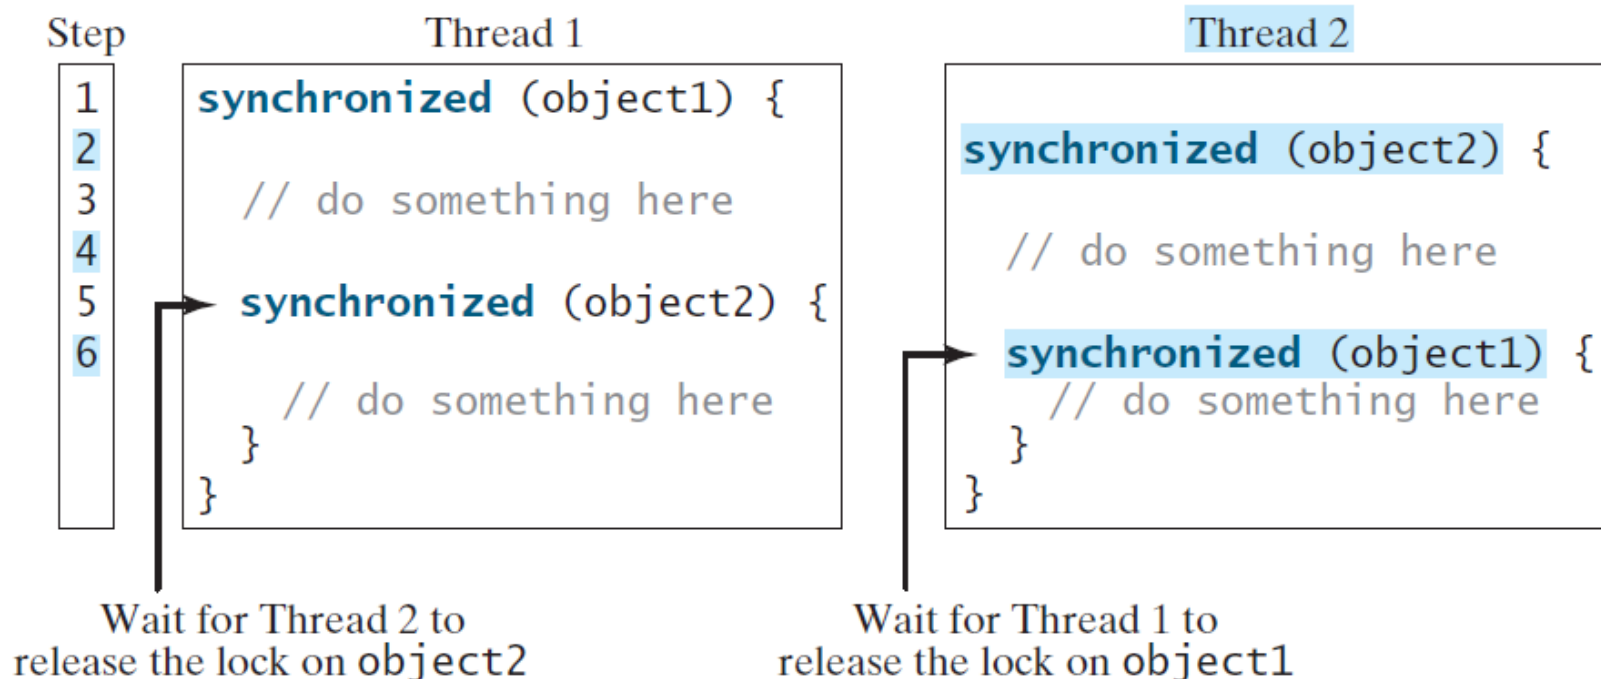 Step Thread 1 Thread 2
1 synchronized (object1) {
2 synchronized (object2) {
3 // do something here
4 // do something here
5 synchronized (object2) {
6 synchronized (object1) {
// do something here // do something here
} }
} }
Wait for Thread 2 to Wait for Thread 1 to
release the lock on object2 release the lock on object1